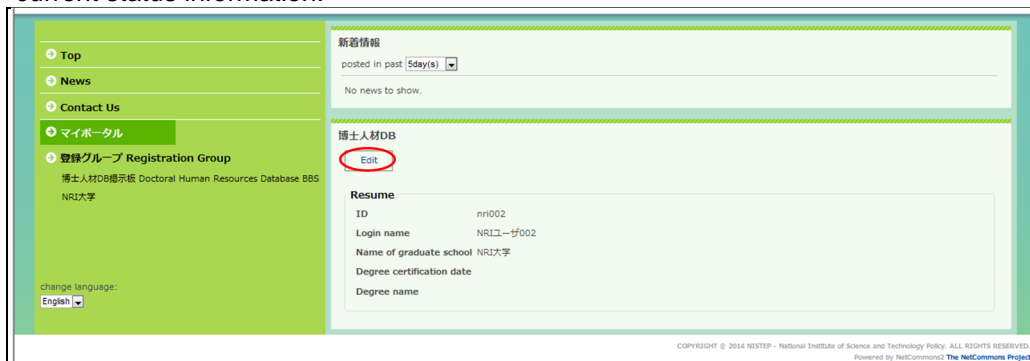 current status information.
Top
News
Contact Us
マイポータル
登録グループ Registration Group
博士人材DB掲示板 Doctoral Human Resources Database BBS
NRI大学
change language:
English
新着情報
posted in past 5day(s)
No news to show.
博士人材DB
Edit
Resume
ID nri002
Login name NRIユーザ002
Name of graduate school NRI大学
Degree certification date
Degree name
COPYRIGHT © 2014 NISTEP - National Institute of Science and Technology Policy. ALL RIGHTS RESERVED.
Powered by NetCommons2 The NetCommons Project